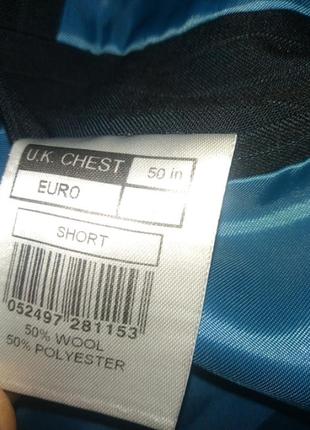 U.K. CHEST 50 in
EURO
SHORT
052497 281153
50% WOOL
50% POLYESTER